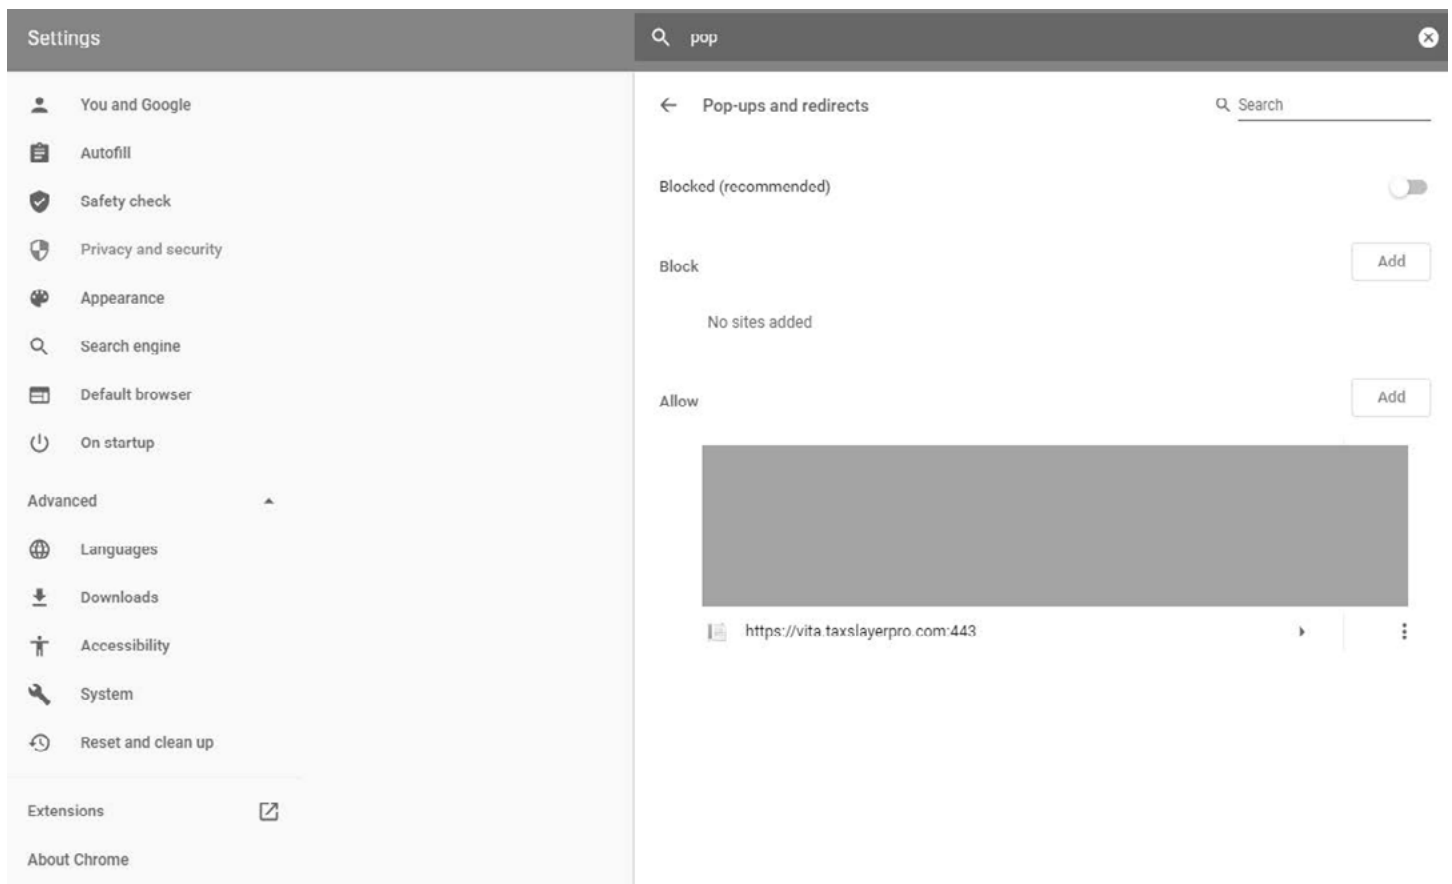 Settings
pop
You and Google
Autofill
Safety check
Privacy and security
Appearance
Search engine
Default browser
On startup
Advanced
Languages
Downloads
Accessibility
System
Reset and clean up
Extensions
About Chrome
Pop-ups and redirects
Search
Blocked (recommended)
Block
Add
No sites added
Allow
Add
https://vita.taxslayerpro.com:443